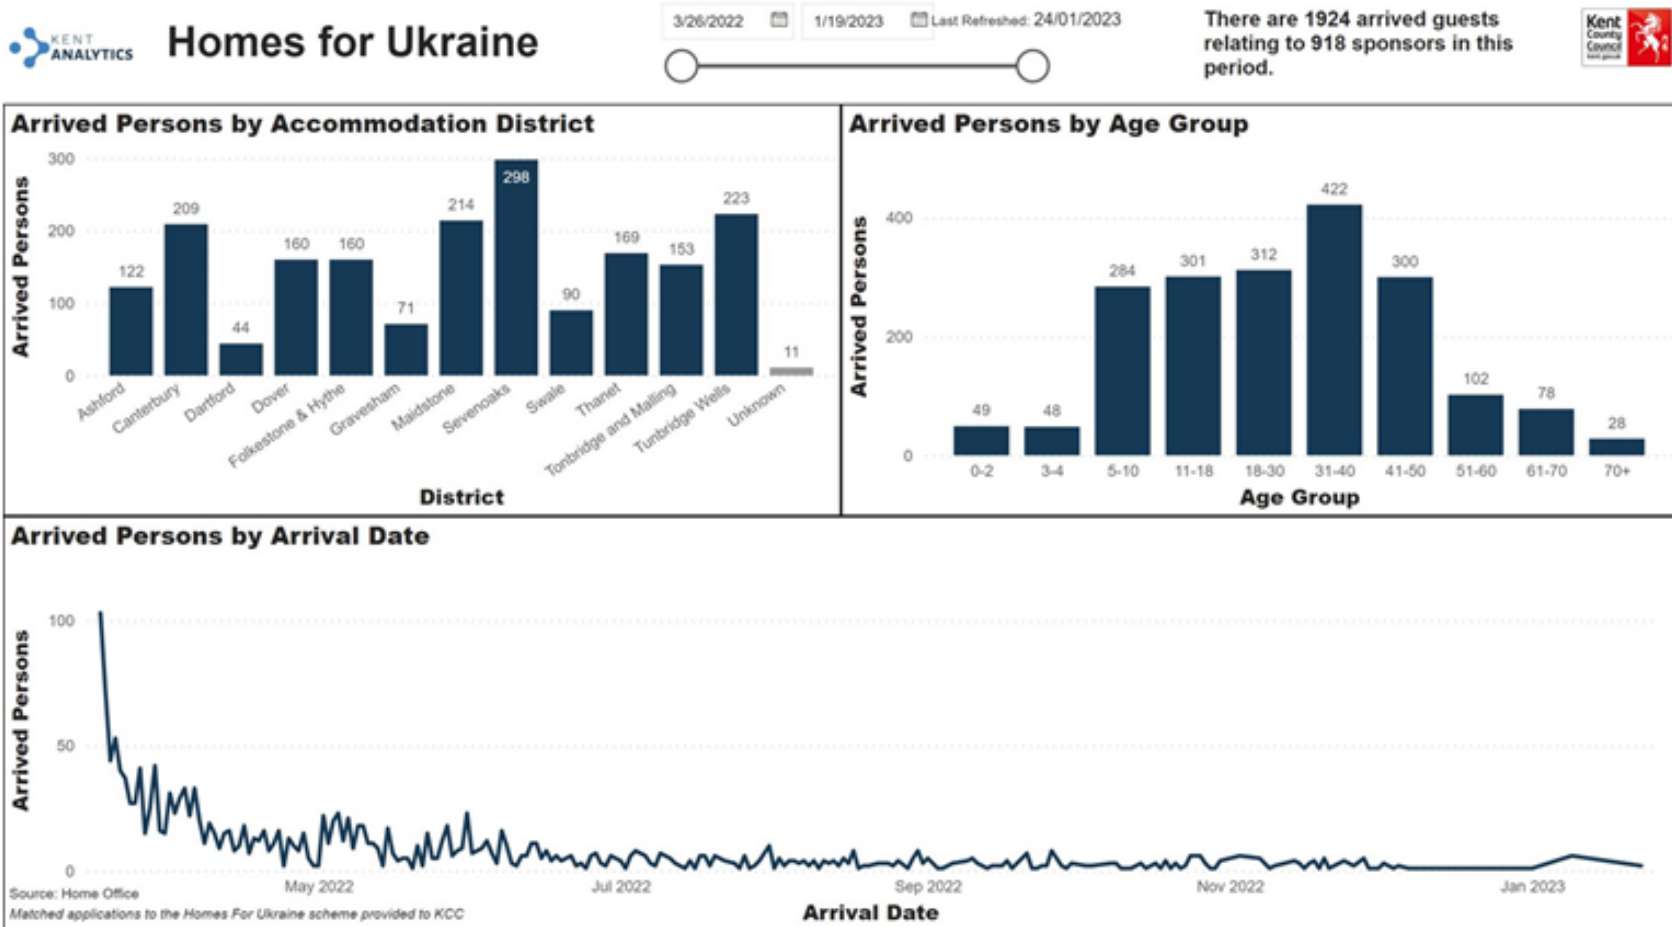 KENT
ANALYTICS
Homes for Ukraine
3/26/2022
1/19/2023
Last Refreshed: 24/01/2023
There are 1924 arrived guests
relating to 918 sponsors in this
period.
Kent
County
Council
kent.gov.uk
Arrived Persons by Accommodation District
Arrived Persons
300
200
100
0
122
209
44
160
160
71
214
298
90
169
153
223
11
Ashford
Canterbury
Dartford
Dover
Folkestone & Hythe
Gravesham
Maidstone
Sevenoaks
Swale
Thanet
Tonbridge and Malling
Tunbridge Wells
Unknown
District
Arrived Persons by Age Group
Arrived Persons
400
200
0
49
48
284
301
312
422
300
102
78
28
0-2
3-4
5-10
11-18
18-30
31-40
41-50
51-60
61-70
70+
Age Group
Arrived Persons by Arrival Date
Arrived Persons
100
50
0
May 2022
Jul 2022
Sep 2022
Nov 2022
Jan 2023
Arrival Date
Source: Home Office
Matched applications to the Homes For Ukraine scheme provided to KCC